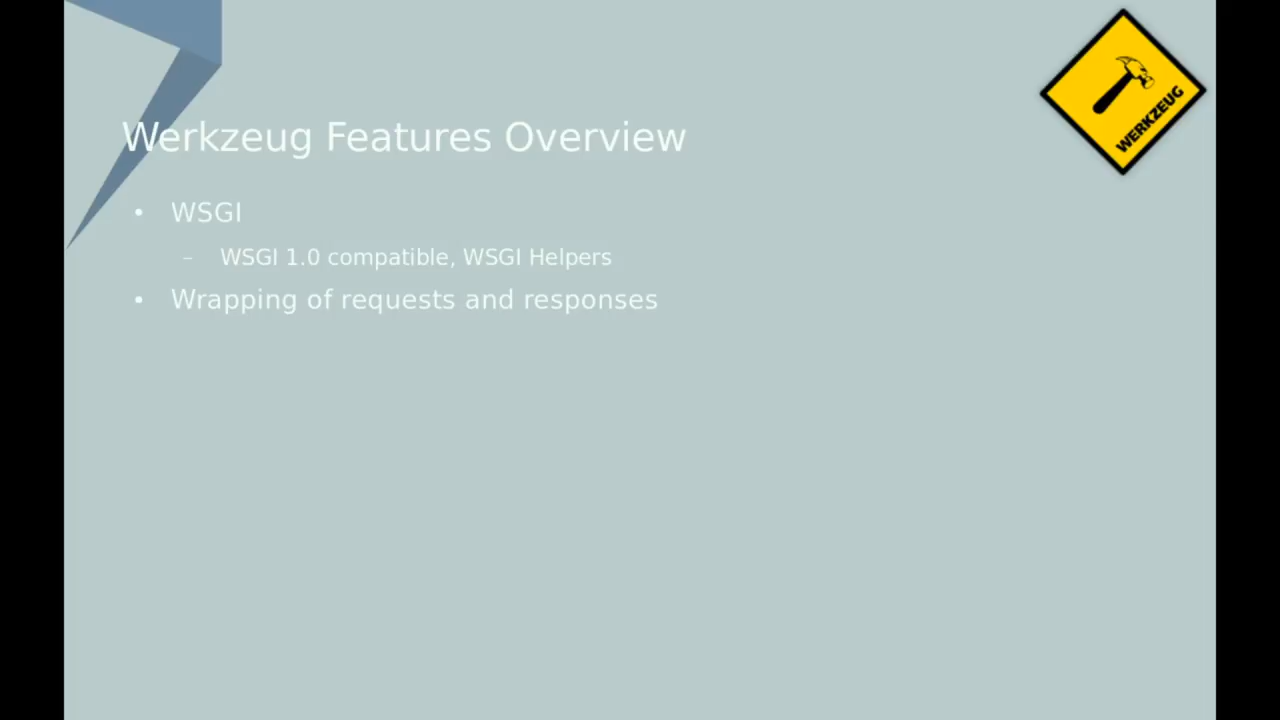 WERKZEUG
Werkzeug Features Overview
• WSGI
– WSGI 1.0 compatible, WSGI Helpers
• Wrapping of requests and responses